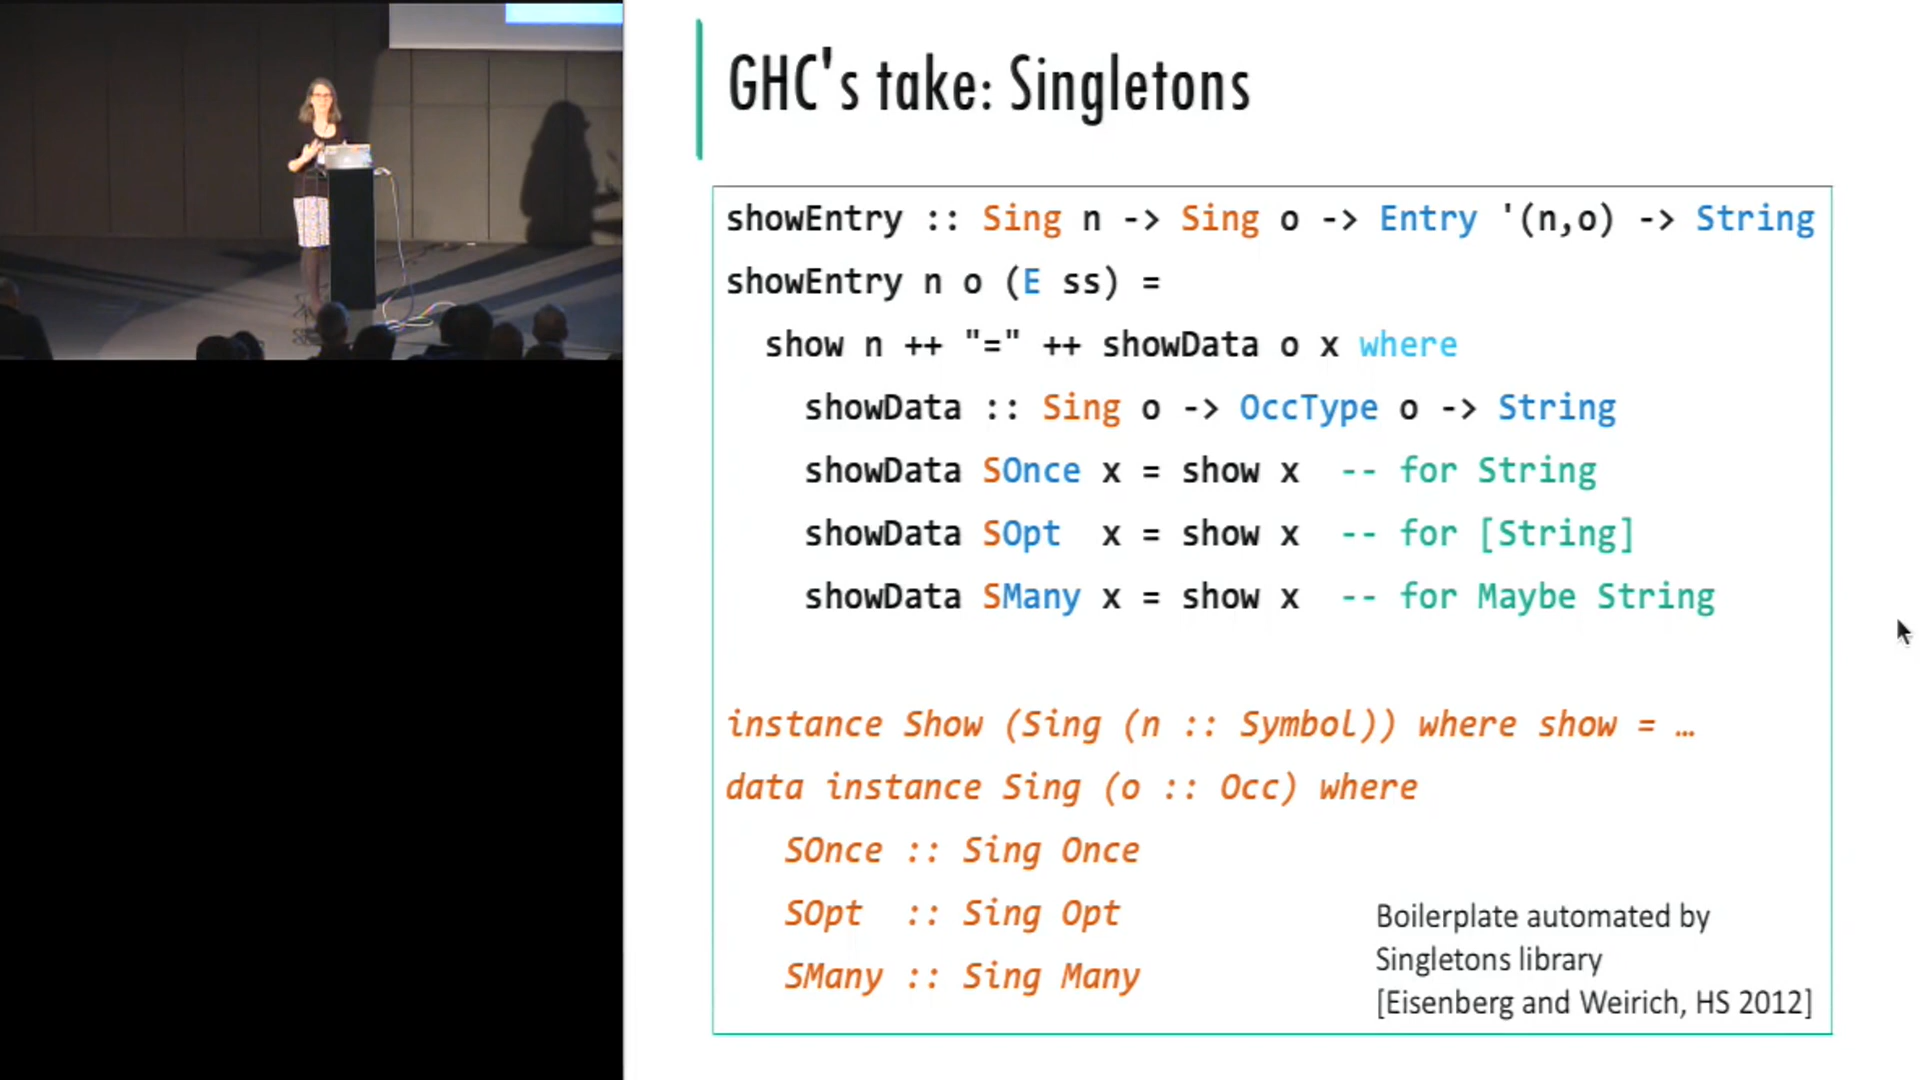 GHC's take: Singletons
showEntry :: Sing n -> Sing o -> Entry '(n,o) -> String
showEntry n o (E ss) =
show n ++ "=" ++ showData o x where
showData :: Sing o -> OccType o -> String
showData SOnce x = show x -- for String
showData SOpt x = show x -- for [String]
showData SMany x = show x -- for Maybe String
instance Show (Sing (n :: Symbol)) where show = …
data instance Sing (o :: Occ) where
SOnce :: Sing Once
SOpt :: Sing Opt
SMany :: Sing Many
Boilerplate automated by
Singletons library
[Eisenberg and Weirich, HS 2012]